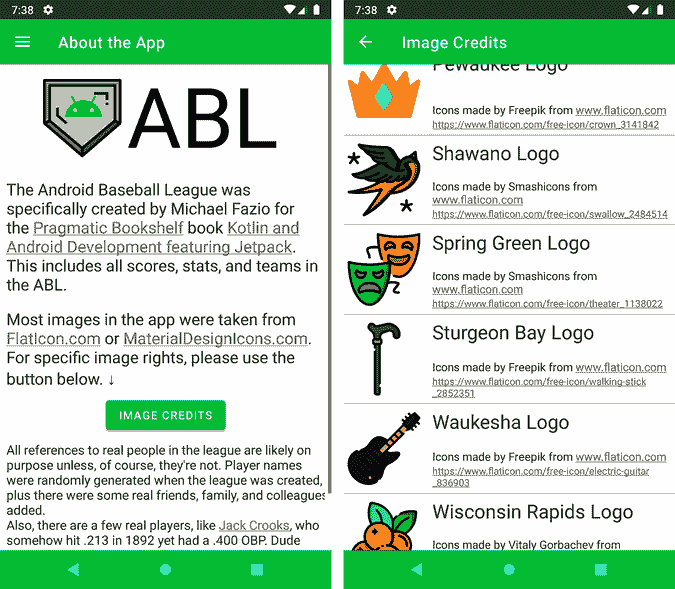 7:38
About the App
ABL
The Android Baseball League was
specifically created by Michael Fazio for
the Pragmatic Bookshelf book Kotlin and
Android Development featuring Jetpack.
This includes all scores, stats, and teams in
the ABL.
Most images in the app were taken from
FlatIcon.com or MaterialDesignIcons.com.
For specific image rights, please use the
button below. ↓
IMAGE CREDITS
All references to real people in the league are likely on
purpose unless, of course, they're not. Player names
were randomly generated when the league was created,
plus there were some real friends, family, and colleagues
added.
Also, there are a few real players, like Jack Crooks, who
somehow hit .213 in 1892 yet had a .400 OBP. Dude
7:38
Image Credits
Pewaukee Logo
Icons made by Freepik from www.flaticon.com
https://www.flaticon.com/free-icon/crown_3141842
Shawano Logo
Icons made by Smashicons from
www.flaticon.com
https://www.flaticon.com/free-icon/swallow_2484514
Spring Green Logo
Icons made by Smashicons from
www.flaticon.com
https://www.flaticon.com/free-icon/theater_1138022
Sturgeon Bay Logo
Icons made by Freepik from www.flaticon.com
https://www.flaticon.com/free-icon/walking-stick
_2852351
Waukesha Logo
Icons made by Freepik from www.flaticon.com
https://www.flaticon.com/free-icon/electric-guitar
_836903
Wisconsin Rapids Logo
Icons made by Vitaly Gorbachev from